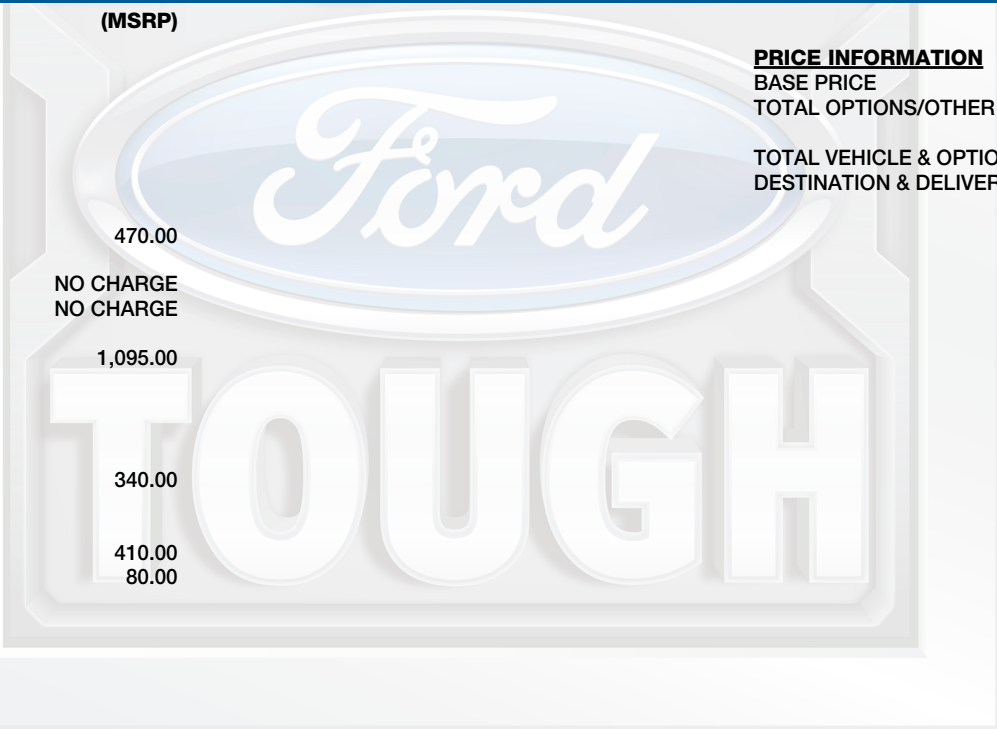 (MSRP)
470.00
NO CHARGE
NO CHARGE
1,095.00
340.00
410.00
80.00
PRICE INFORMATION
BASE PRICE
TOTAL OPTIONS/OTHER
TOTAL VEHICLE & OPTIO
DESTINATION & DELIVER
Ford
TOUGH